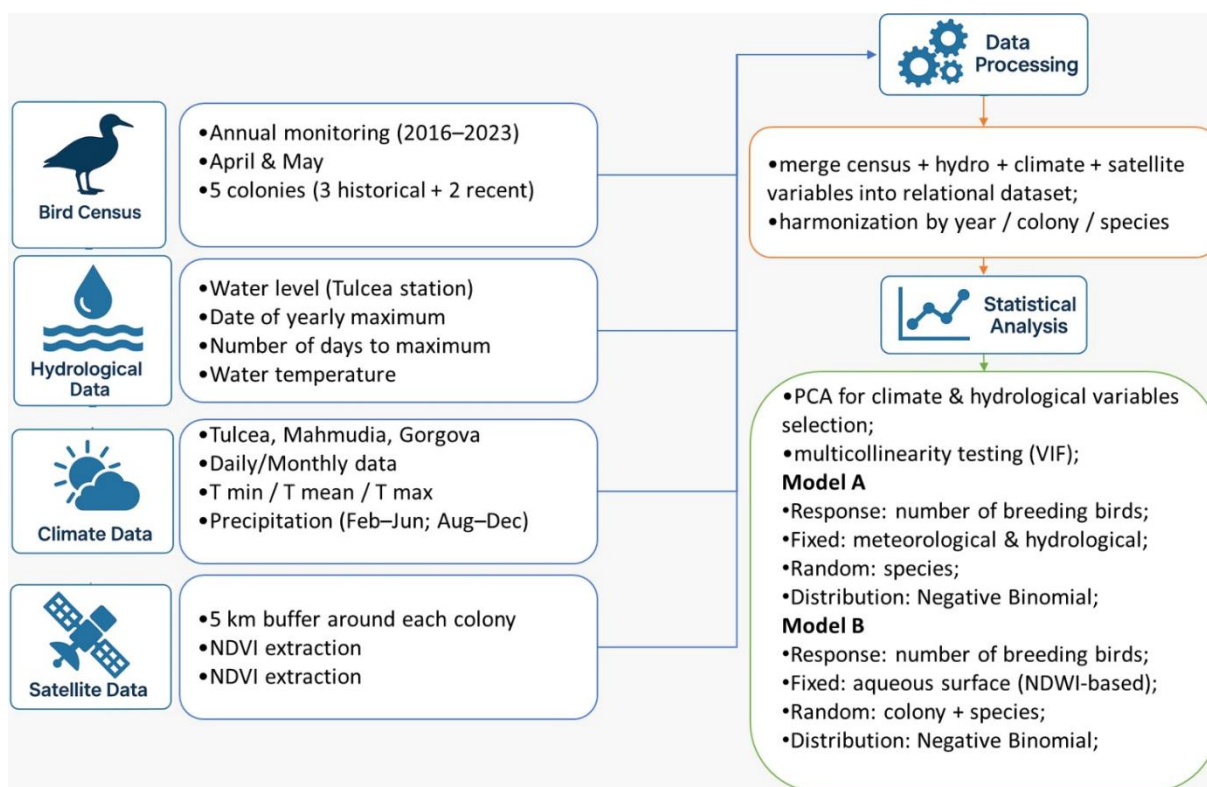 Bird Census
•Annual monitoring (2016–2023)
•April & May
•5 colonies (3 historical + 2 recent)
Hydrological
Data
•Water level (Tulcea station)
•Date of yearly maximum
•Number of days to maximum
•Water temperature
Climate Data
•Tulcea, Mahmudia, Gorgova
•Daily/Monthly data
•T min / T mean / T max
•Precipitation (Feb–Jun; Aug–Dec)
Satellite Data
•5 km buffer around each colony
•NDVI extraction
•NDVI extraction
Data
Processing
•merge census + hydro + climate + satellite
variables into relational dataset;
•harmonization by year / colony / species
Statistical
Analysis
•PCA for climate & hydrological variables
selection;
•multicollinearity testing (VIF);
Model A
•Response: number of breeding birds;
•Fixed: meteorological & hydrological;
•Random: species;
•Distribution: Negative Binomial;
Model B
•Response: number of breeding birds;
•Fixed: aqueous surface (NDWI-based);
•Random: colony + species;
•Distribution: Negative Binomial;